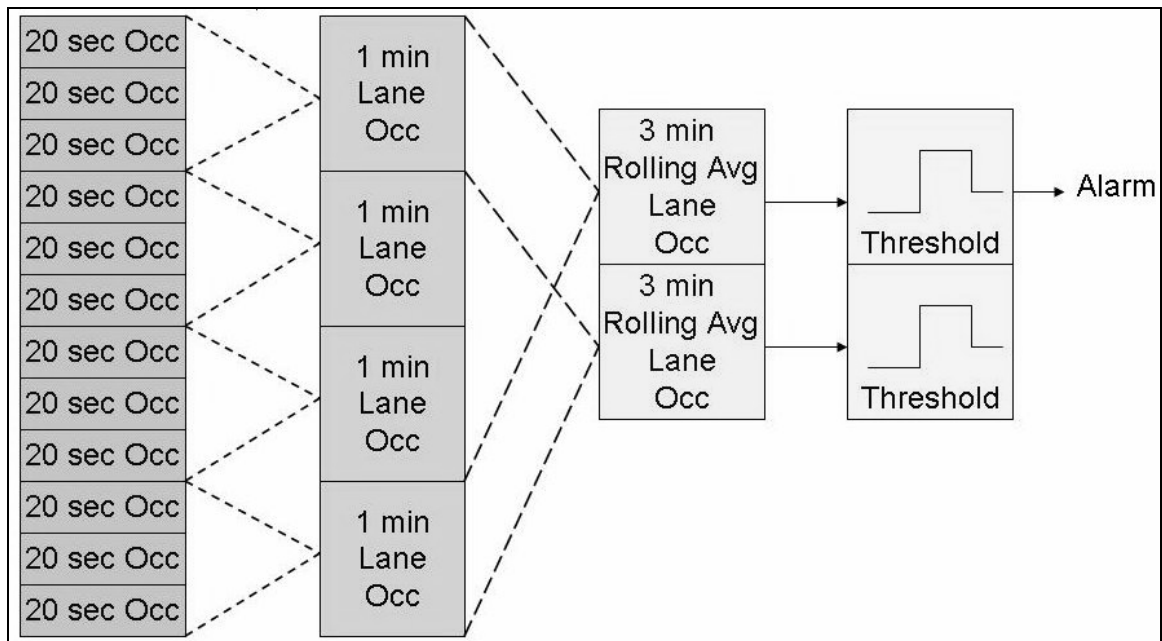 20 sec Occ
20 sec Occ
20 sec Occ
20 sec Occ
20 sec Occ
20 sec Occ
20 sec Occ
20 sec Occ
20 sec Occ
20 sec Occ
20 sec Occ
20 sec Occ
1 min
Lane
Occ
1 min
Lane
Occ
1 min
Lane
Occ
1 min
Lane
Occ
3 min
Rolling Avg
Lane
Occ
3 min
Rolling Avg
Lane
Occ
Threshold
Threshold
Alarm